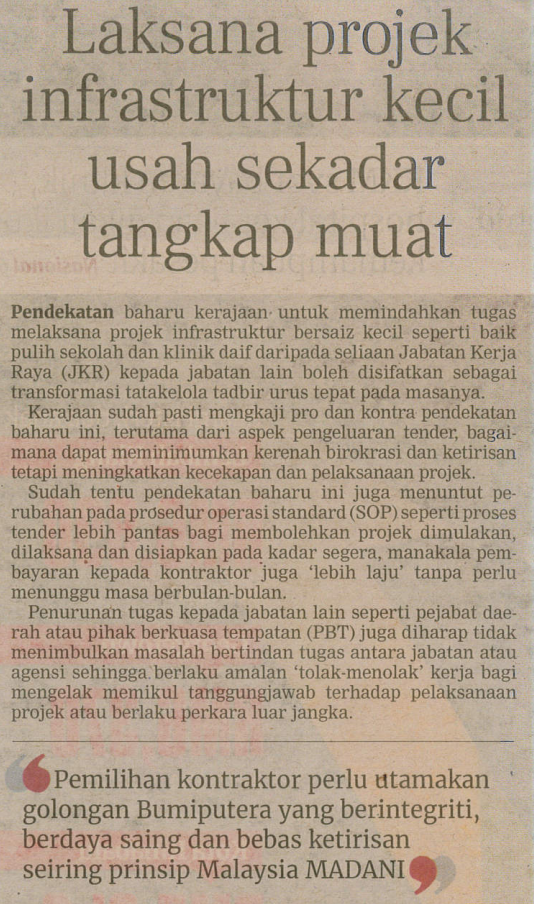 Laksana projek
infrastruktur kecil
usah sekadar
tangkap muat
Pendekatan baharu kerajaan untuk memindahkan tugas
melaksana projek infrastruktur bersaiz kecil seperti baik
pulih sekolah dan klinik daif daripada seliaan Jabatan Kerja
Raya (JKR) kepada jabatan lain boleh disifatkan sebagai
transformasi tatakelola tadbir urus tepat pada masanya.
Kerajaan sudah pasti mengkaji pro dan kontra pendekatan
baharu ini, terutama dari aspek pengeluaran tender, bagai-
mana dapat meminimumkan kerenah birokrasi dan ketirisan
tetapi meningkatkan kecekapan dan pelaksanaan projek.
Sudah tentu pendekatan baharu ini juga menuntut pe-
rubahan pada prosedur operasi standard (SOP) seperti proses
tender lebih pantas bagi membolehkan projek dimulakan,
dilaksana dan disiapkan pada kadar segera, manakala pem-
bayaran kepada kontraktor juga ‘lebih laju’ tanpa perlu
menunggu masa berbulan-bulan.
Penurunan tugas kepada jabatan lain seperti pejabat dae-
rah atau pihak berkuasa tempatan (PBT) juga diharap tidak
menimbulkan masalah bertindan tugas antara jabatan atau
agensi sehingga berlaku amalan ‘tolak-menolak’ kerja bagi
mengelak memikul tanggungjawab terhadap pelaksanaan
projek atau berlaku perkara luar jangka.
“Pemilihan kontraktor perlu utamakan
golongan Bumiputera yang berintegriti,
berdaya saing dan bebas ketirisan
seiring prinsip Malaysia MADANI”